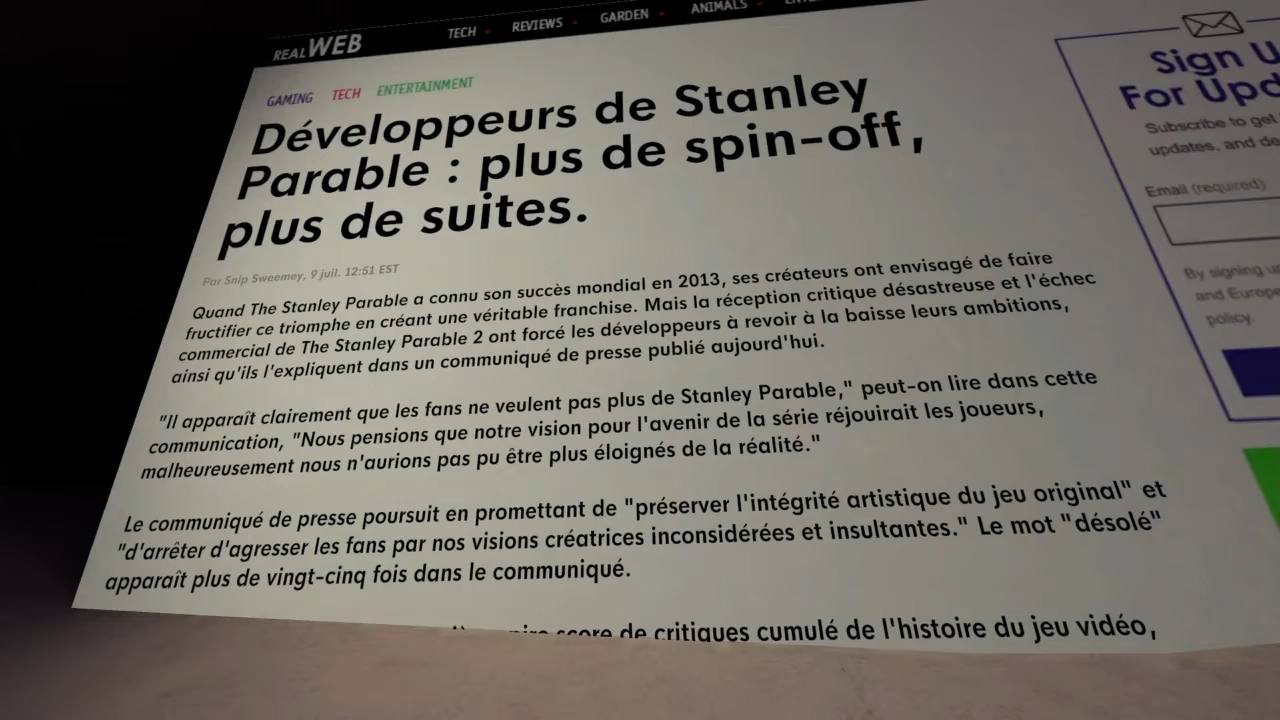 REAL WEB TECH REVIEWS GARDEN ANIMALS
GAMING TECH ENTERTAINMENT
Développeurs de Stanley
Parable : plus de spin-off,
plus de suites.
Par Snip Sweeney, 9 juil. 12:51 EST
Quand The Stanley Parable a connu son succès mondial en 2013, ses créateurs ont envisagé de faire
fructifier ce triomphe en créant une véritable franchise. Mais la réception critique désastreuse et l'échec
commercial de The Stanley Parable 2 ont forcé les développeurs à revoir à la baisse leurs ambitions,
ainsi qu'ils l'expliquent dans un communiqué de presse publié aujourd'hui.
"Il apparaît clairement que les fans ne veulent pas plus de Stanley Parable," peut-on lire dans cette
communication, "Nous pensions que notre vision pour l'avenir de la série réjouirait les joueurs,
malheureusement nous n'aurions pas pu être plus éloignés de la réalité."
Le communiqué de presse poursuit en promettant de "préserver l'intégrité artistique du jeu original" et
"d'arrêter d'agresser les fans par nos visions créatrices inconsidérées et insultantes." Le mot "désolé"
apparaît plus de vingt-cinq fois dans le communiqué.
score de critiques cumulé de l'histoire du jeu vidéo,
Sign U
For Upd
Subscribe to get
updates, and de
Email (required)
By signing u
and Europe
policy.